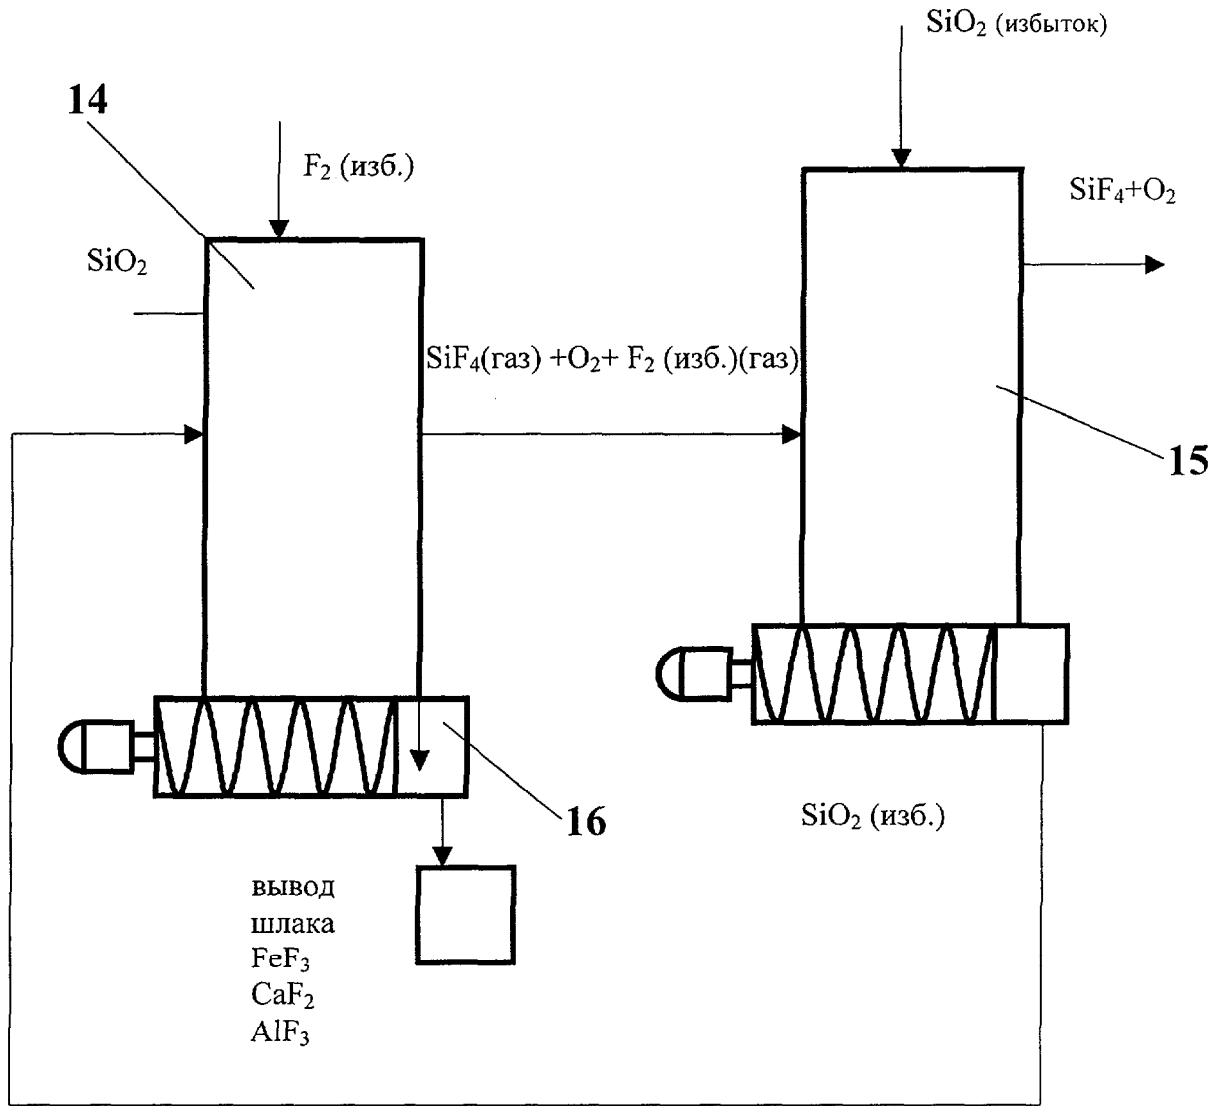 SiO₂ (избыток)
14
F₂ (изб.)
SiF₄+O₂
SiO₂
SiF₄(газ) +O₂+ F₂ (изб.)(газ)
15
16
SiO₂ (изб.)
вывод
шлака
FeF₃
CaF₂
AlF₃